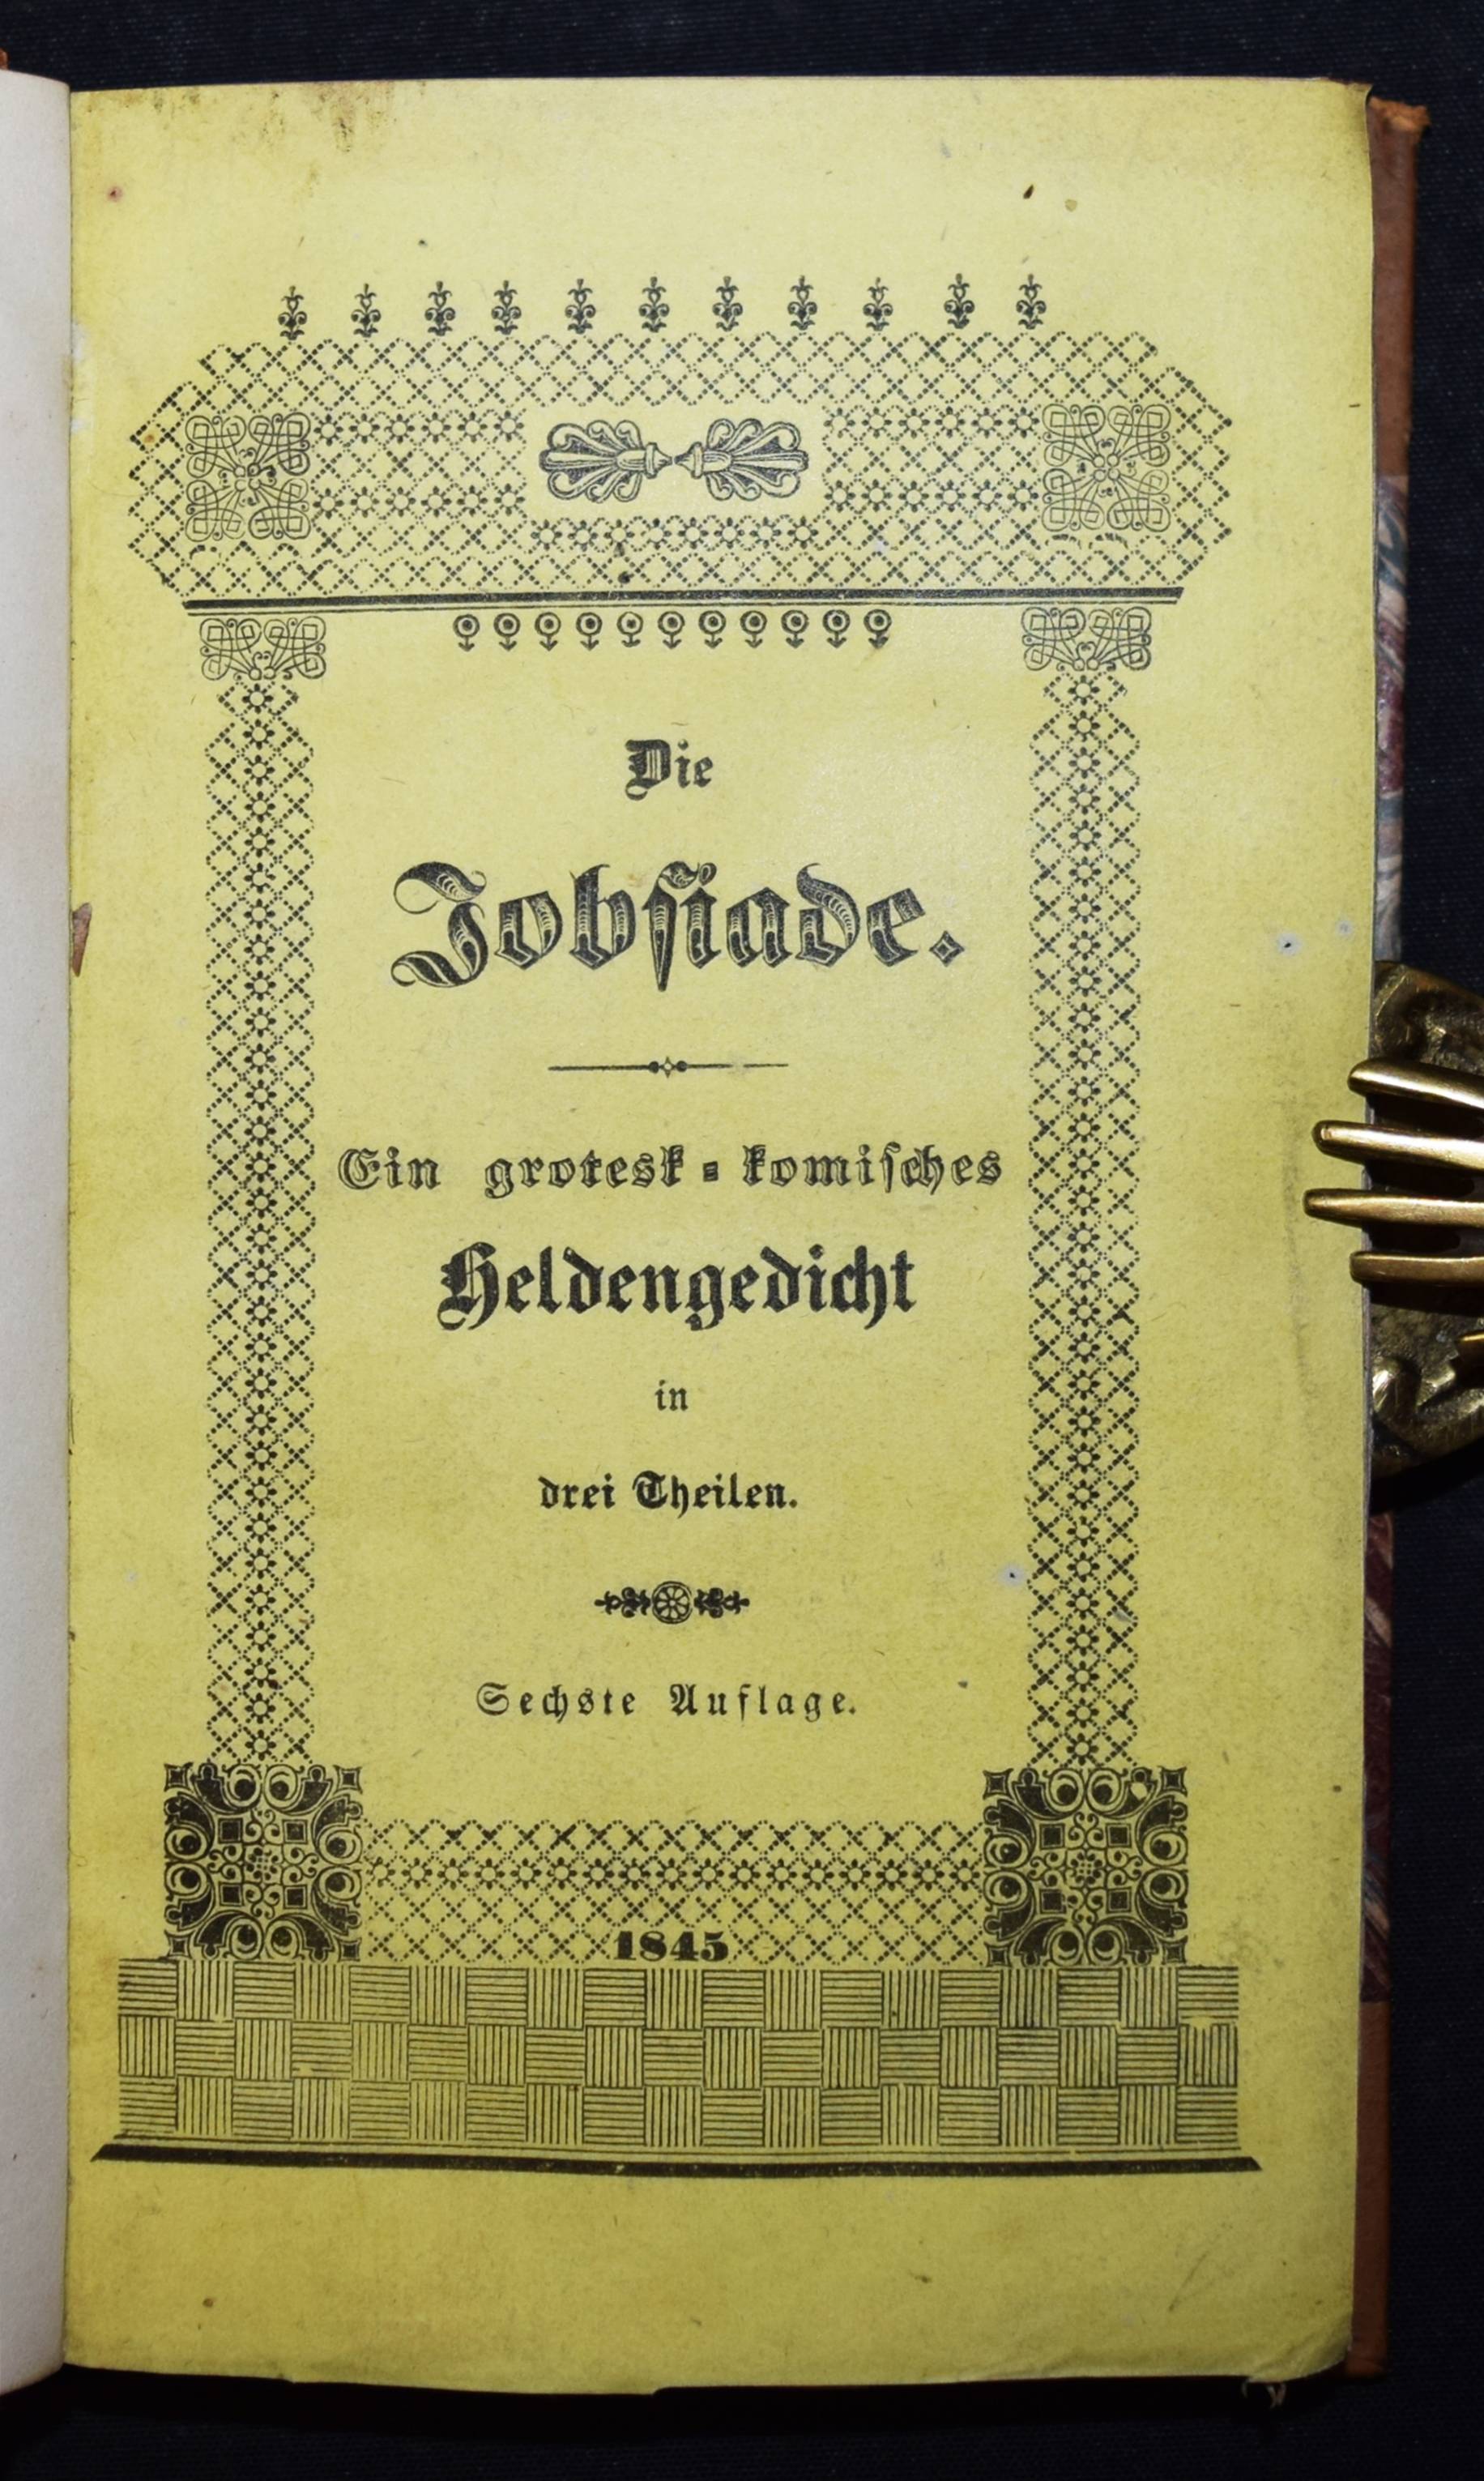 Die
Jobſiade.
Ein grotesk-komiſches
Heldengedicht
in
drei Theilen.
Sechste Auflage.
1845